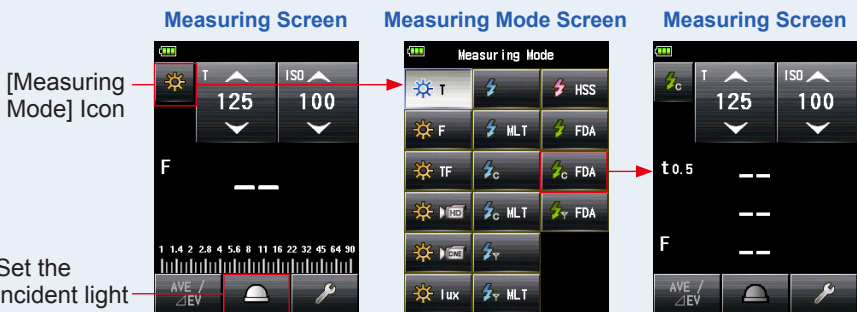 Measuring Screen
Measuring Mode Screen
Measuring Screen
[Measuring
Mode] Icon
T
125
ISO
100
F
-- 
1 1.4 2 2.8 4 5.6 8 11 16 22 32 45 64 90
AVE /
⊿EV
Set the
incident light
Measuring Mode
T
HSS
F
MLT
FDA
TF
C
C FDA
HD
C MLT
Y FDA
CINE
Y
lux
Y MLT
C
T
125
ISO
100
t0.5
--
--
F
--
AVE /
⊿EV